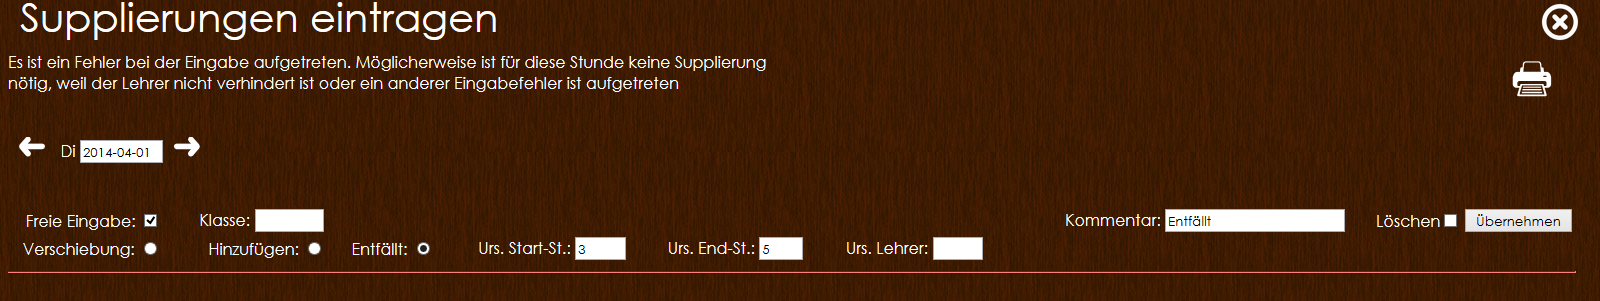 Supplierungen eintragen
Es ist ein Fehler bei der Eingabe aufgetreten. Möglicherweise ist für diese Stunde keine Supplierung
nötig, weil der Lehrer nicht verhindert ist oder ein anderer Eingabefehler ist aufgetreten
Di 2014-04-01
Freie Eingabe: Klasse: Kommentar: Entfällt Löschen Übernehmen
Verschiebung: Hinzufügen: Entfällt: Urs. Start-St.: 3 Urs. End-St.: 5 Urs. Lehrer: